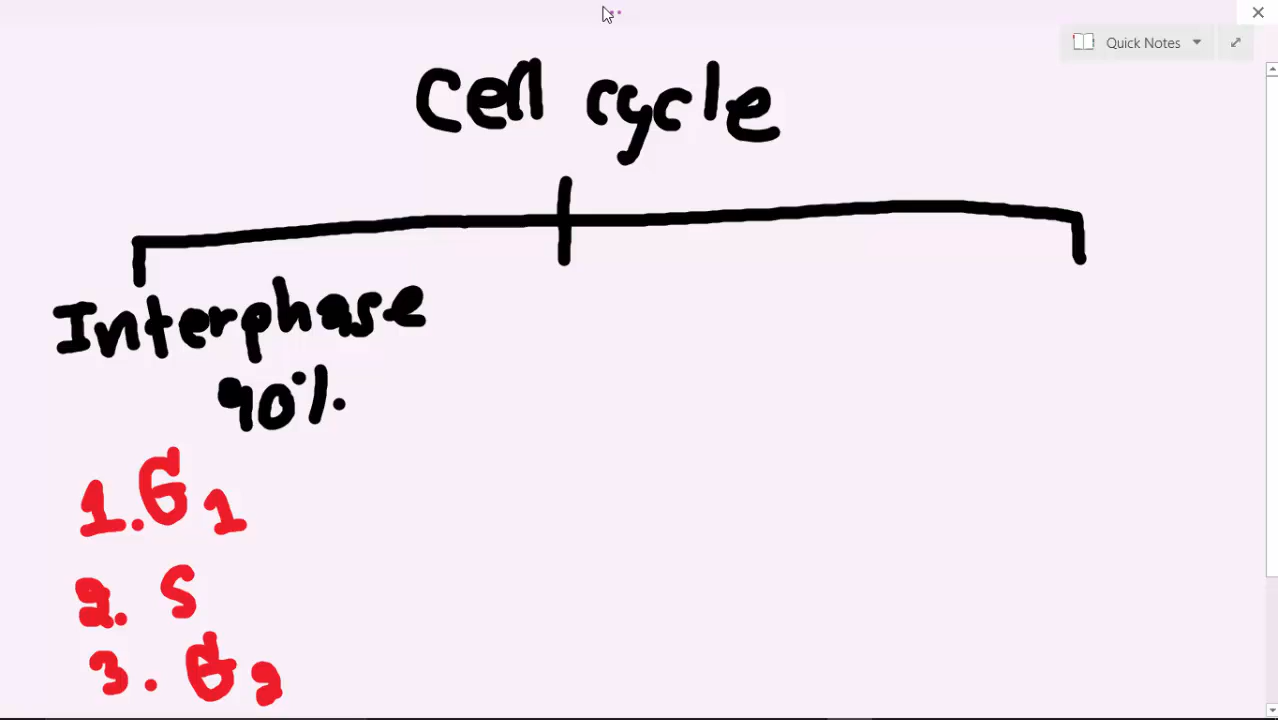 Quick Notes
Cell cycle
Interphase
90%
1. G1
2. S
3. G2